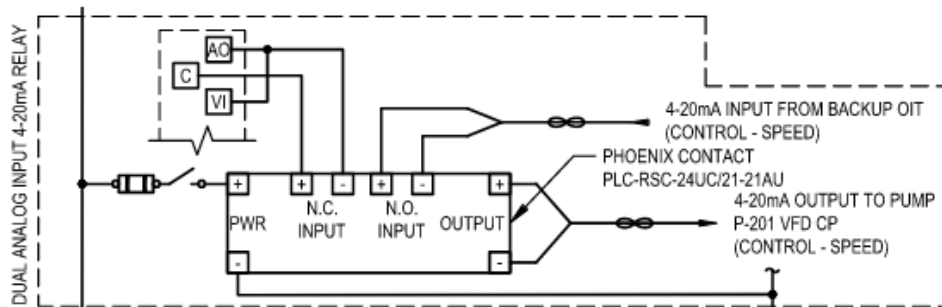 DUAL ANALOG INPUT 4-20mA RELAY
AO
C
VI
4-20mA INPUT FROM BACKUP OIT
(CONTROL - SPEED)
PHOENIX CONTACT
PLC-RSC-24UC/21-21AU
+ + - + - +
PWR
N.C.
INPUT
N.O.
INPUT
OUTPUT
- -
4-20mA OUTPUT TO PUMP
P-201 VFD CP
(CONTROL - SPEED)